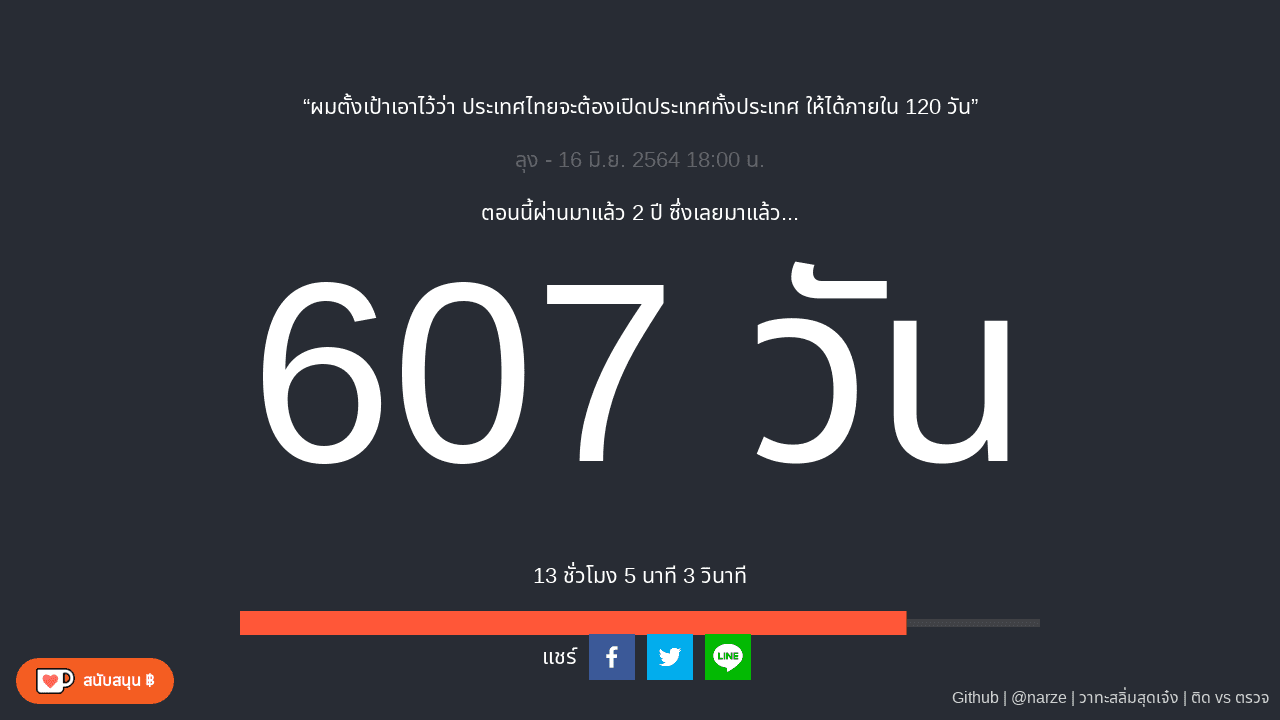 “ผมตั้งเป้าเอาไว้ว่า ประเทศไทยจะต้องเปิดประเทศทั้งประเทศ ให้ได้ภายใน 120 วัน”
ลุง - 16 มิ.ย. 2564 18:00 น.
ตอนนี้ผ่านมาแล้ว 2 ปี ซึ่งเลยมาแล้ว...
607 วัน
13 ชั่วโมง 5 นาที 3 วินาที
แชร์
LINE
สนับสนุน ฿
Github | @narze | วาทะสลิ่มสุดเจ๋ง | ติด vs ตรวจ